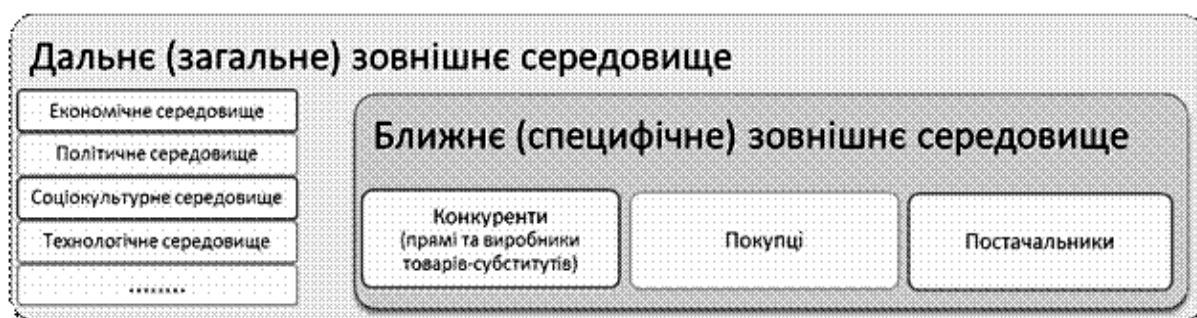 Дальнє (загальне) зовнішнє середовище
Економічне середовище
Політичне середовище
Соціокультурне середовище
Технологічне середовище
........
Ближнє (специфічне) зовнішнє середовище
Конкуренти
(прямі та виробники
товарів-субститутів)
Покупці
Постачальники